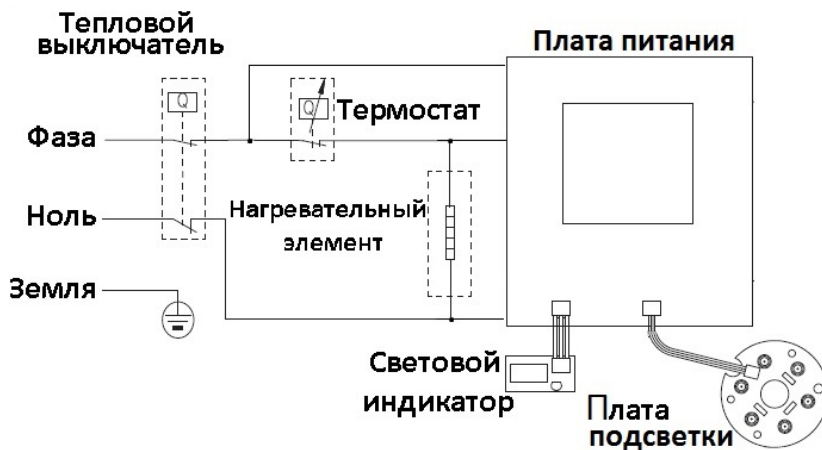 Тепловой
выключатель
Плата питания
Q
Q
Термостат
Фаза
Ноль
Нагревательный
элемент
Земля
Световой
индикатор
Плата
подсветки